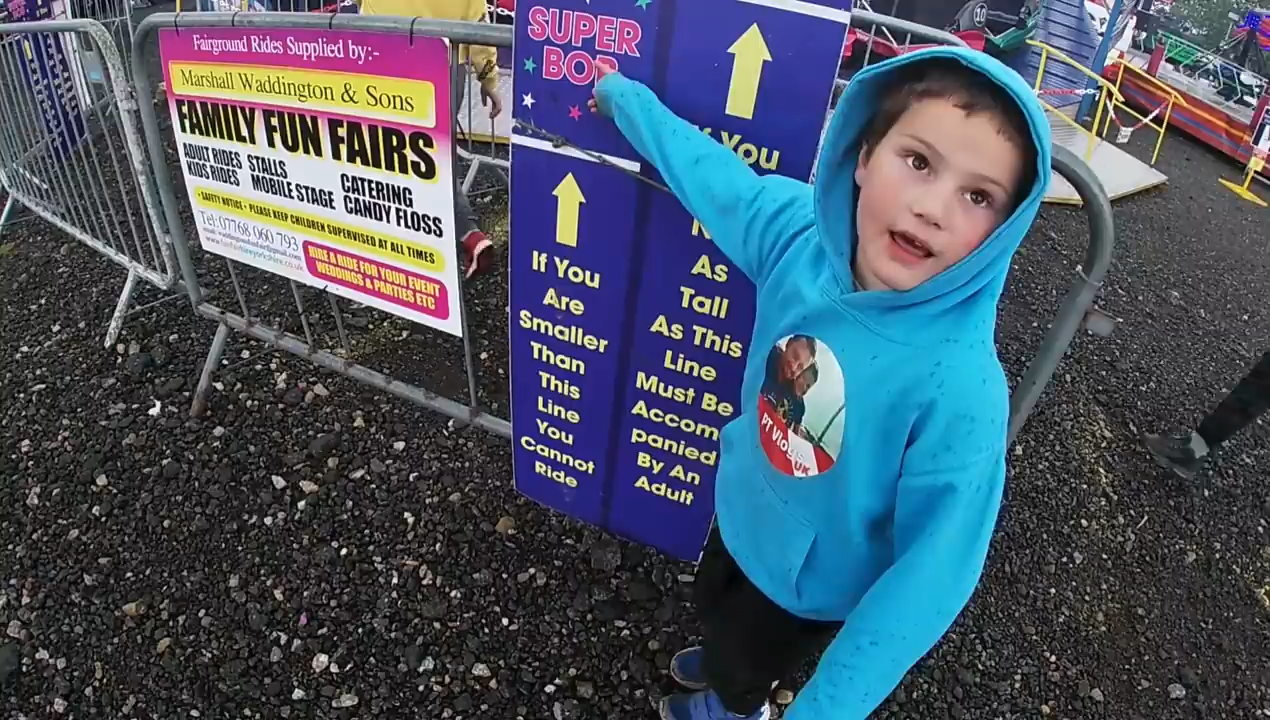 Fairground Rides Supplied by:-
Marshall Waddington & Sons
FAMILY FUN FAIRS
ADULT RIDES STALLS CATERING
KIDS RIDES MOBILE STAGE CANDY FLOSS
• SAFETY NOTICE • PLEASE KEEP CHILDREN SUPERVISED AT ALL TIMES
Tel: 07768 060 793
HIRE A RIDE FOR YOUR EVENT
WEDDINGS & PARTIES ETC
SUPER
BOB
If You
Are
Smaller
Than
This
Line
You
Cannot
Ride
You
As
Tall
As This
Line
Must Be
Accom
panied
By An
Adult
PT Vlogs
UK
10